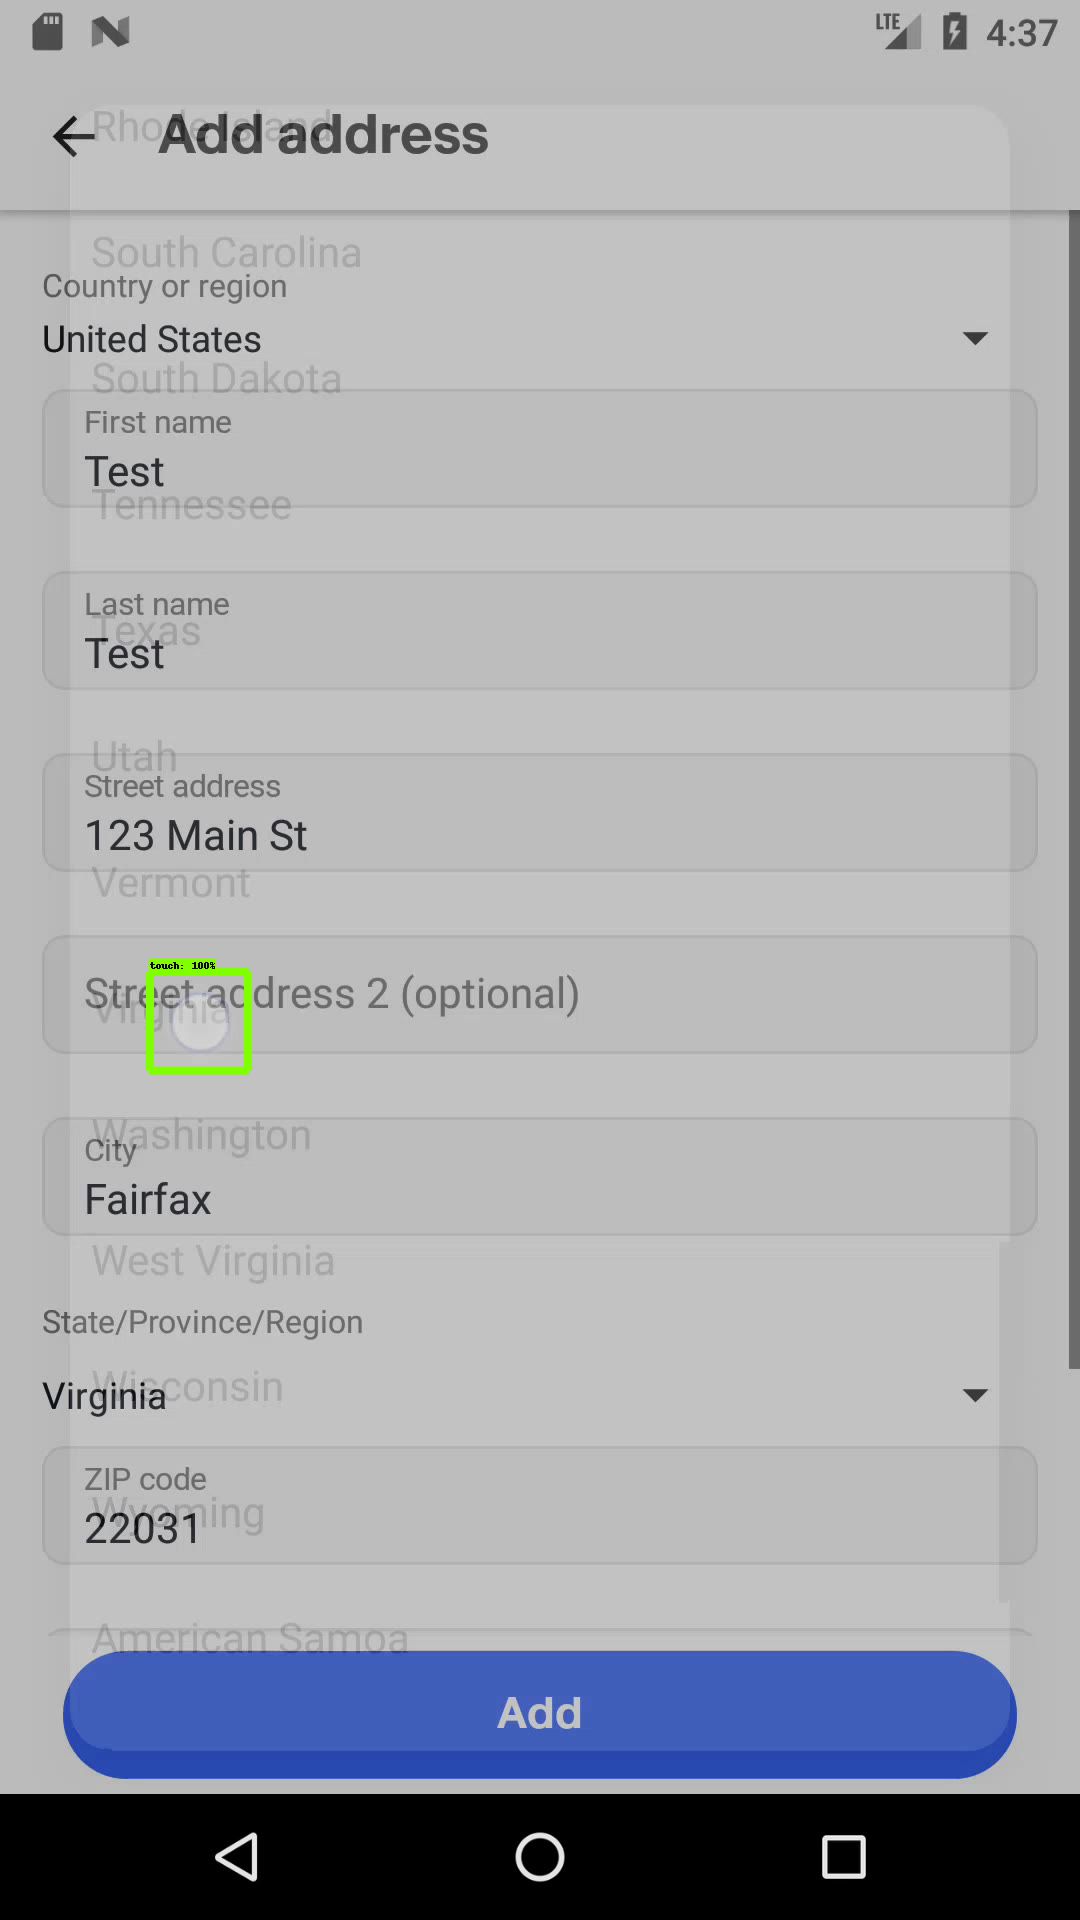 LTE 4:37
Add address
Rhode Island
South Carolina
Country or region
United States
South Dakota
First name
Test
Tennessee
Last name
Texas
Test
Utah
Street address
123 Main St
Vermont
touch: 100%
Street address 2 (optional)
Virginia
Washington
City
Fairfax
West Virginia
State/Province/Region
Wisconsin
Virginia
ZIP code
Wyoming
22031
American Samoa
Add